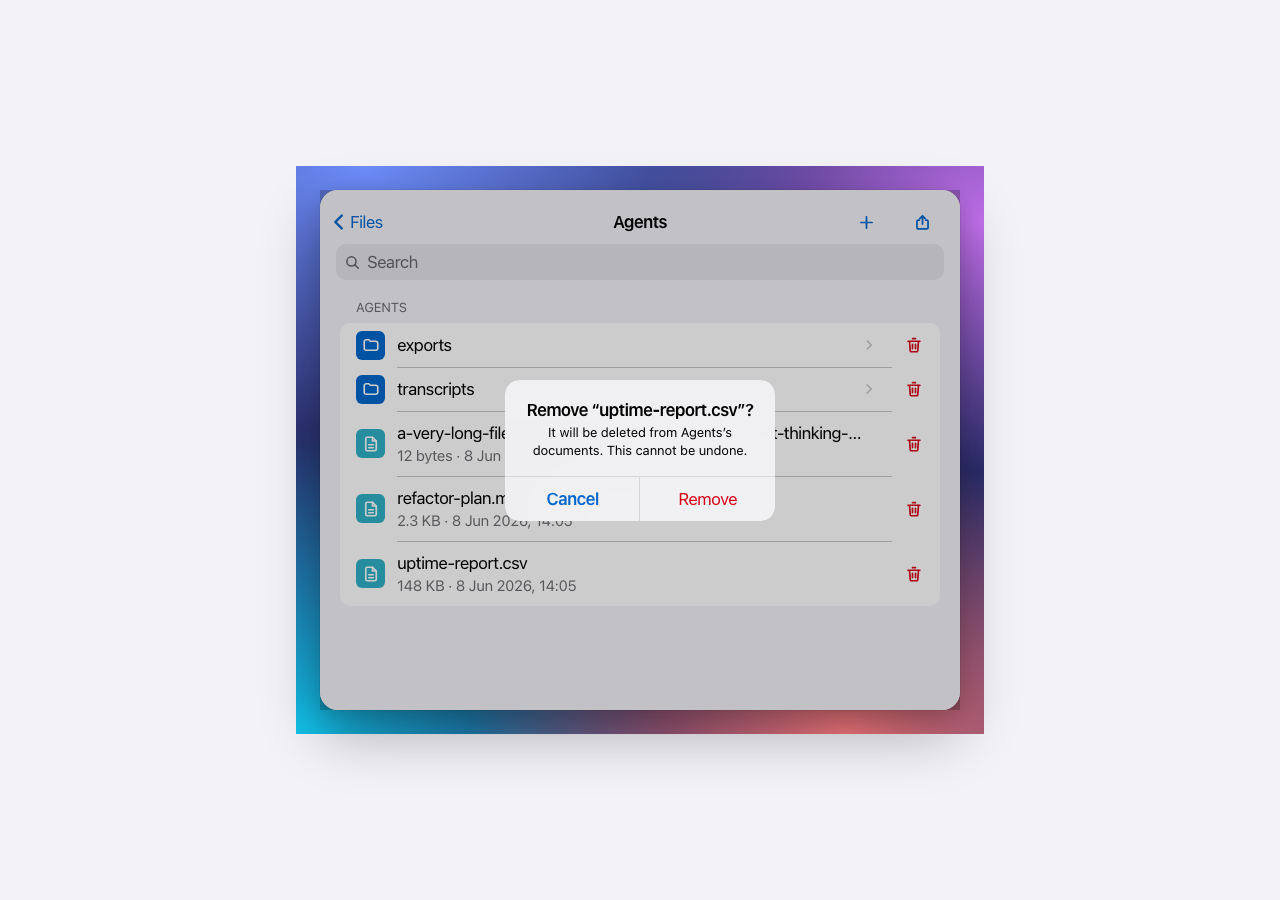 Files
Agents
Search
AGENTS
exports
transcripts
a-very-long-file
t-thinking-...
12 bytes · 8 Jun
Remove “uptime-report.csv”?
It will be deleted from Agents’s
documents. This cannot be undone.
Cancel
Remove
refactor-plan.m
2.3 KB · 8 Jun 2026, 14:05
uptime-report.csv
148 KB · 8 Jun 2026, 14:05